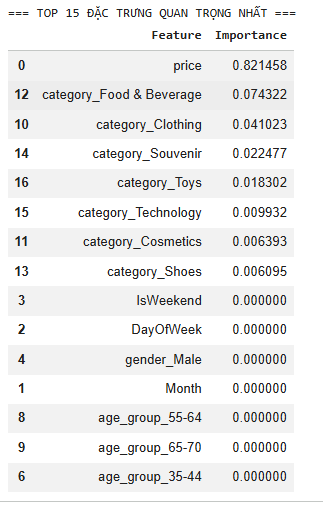 === TOP 15 ĐẶC TRƯNG QUAN TRỌNG NHẤT ===
Feature Importance
0 price 0.821458
12 category_Food & Beverage 0.074322
10 category_Clothing 0.041023
14 category_Souvenir 0.022477
16 category_Toys 0.018302
15 category_Technology 0.009932
11 category_Cosmetics 0.006393
13 category_Shoes 0.006095
3 IsWeekend 0.000000
2 DayOfWeek 0.000000
4 gender_Male 0.000000
1 Month 0.000000
8 age_group_55-64 0.000000
9 age_group_65-70 0.000000
6 age_group_35-44 0.000000